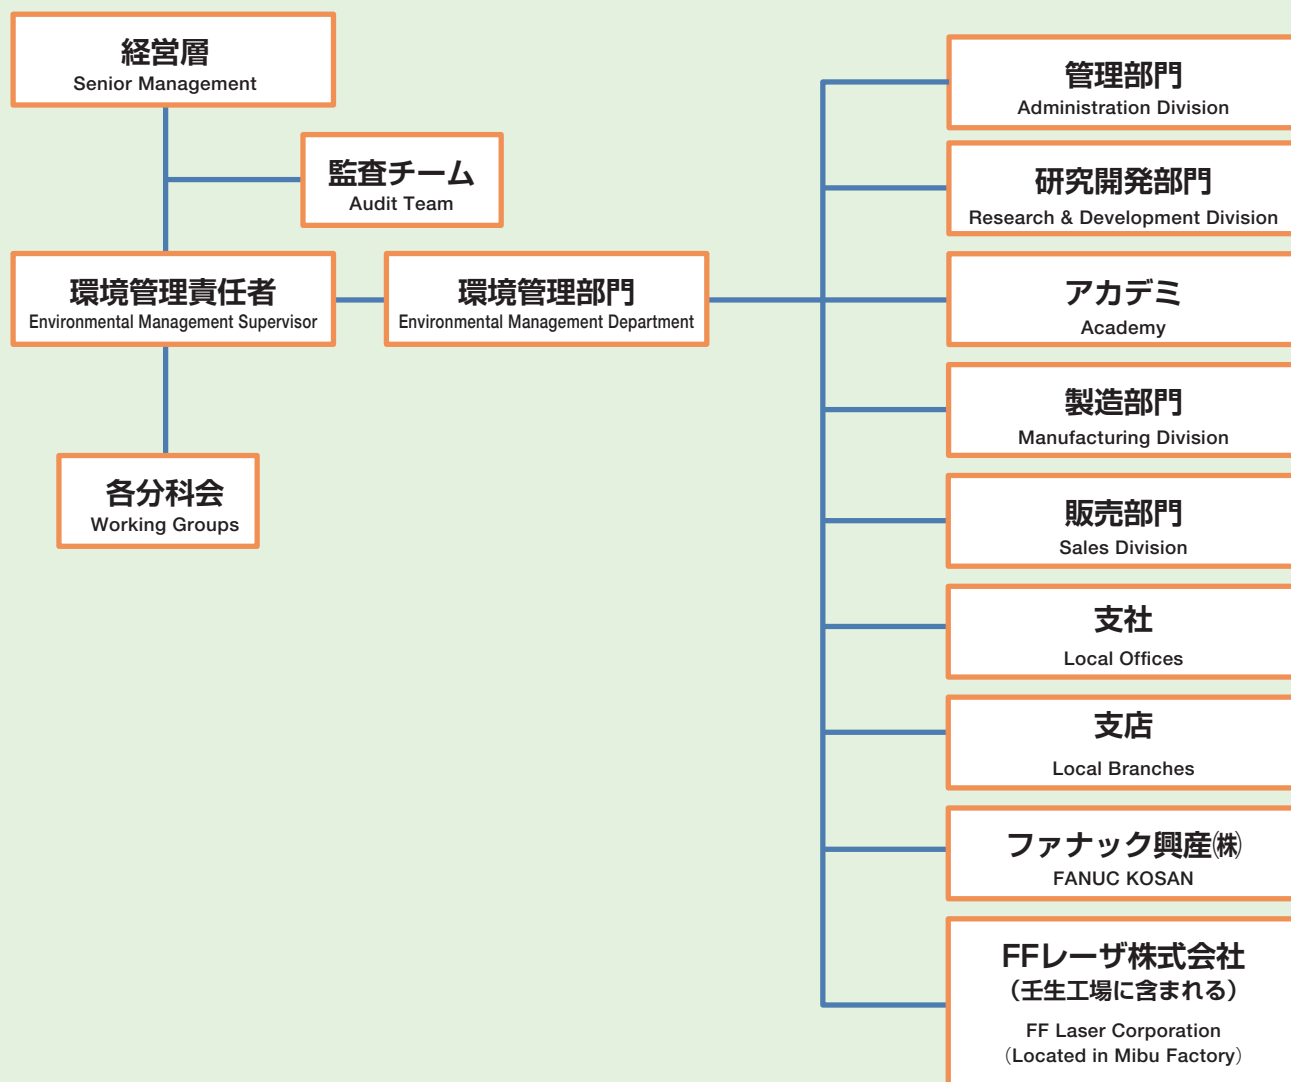 経営層
Senior Management
監査チーム
Audit Team
環境管理責任者
Environmental Management Supervisor
環境管理部門
Environmental Management Department
各分科会
Working Groups
管理部門
Administration Division
研究開発部門
Research & Development Division
アカデミ
Academy
製造部門
Manufacturing Division
販売部門
Sales Division
支社
Local Offices
支店
Local Branches
ファナック興産㈱
FANUC KOSAN
FFレーザ株式会社
（壬生工場に含まれる）
FF Laser Corporation
（Located in Mibu Factory）